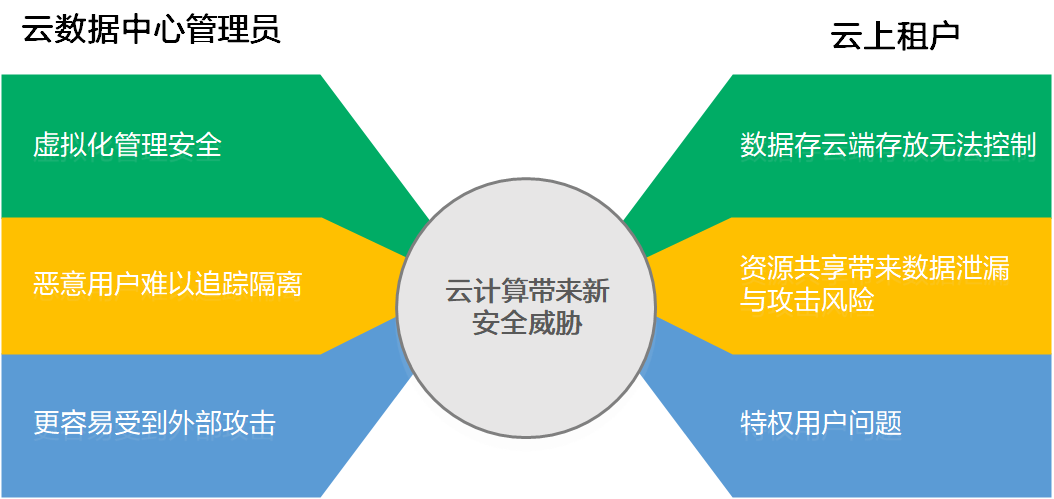 云数据中心管理员
云上租户
虚拟化管理安全
恶意用户难以追踪隔离
更容易受到外部攻击
云计算带来新
安全威胁
数据存云端存放无法控制
资源共享带来数据泄漏
与攻击风险
特权用户问题